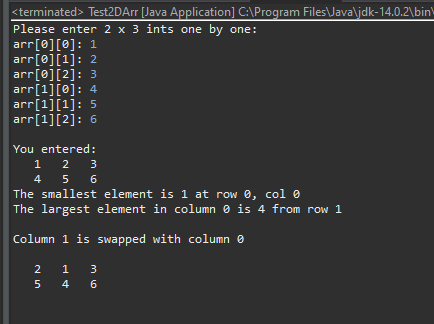 <terminated> Test2DArr [Java Application] C:\Program Files\Java\jdk-14.0.2\bin\
Please enter 2 x 3 ints one by one:
arr[0][0]: 1
arr[0][1]: 2
arr[0][2]: 3
arr[1][0]: 4
arr[1][1]: 5
arr[1][2]: 6
You entered:
1 2 3
4 5 6
The smallest element is 1 at row 0, col 0
The largest element in column 0 is 4 from row 1
Column 1 is swapped with column 0
2 1 3
5 4 6